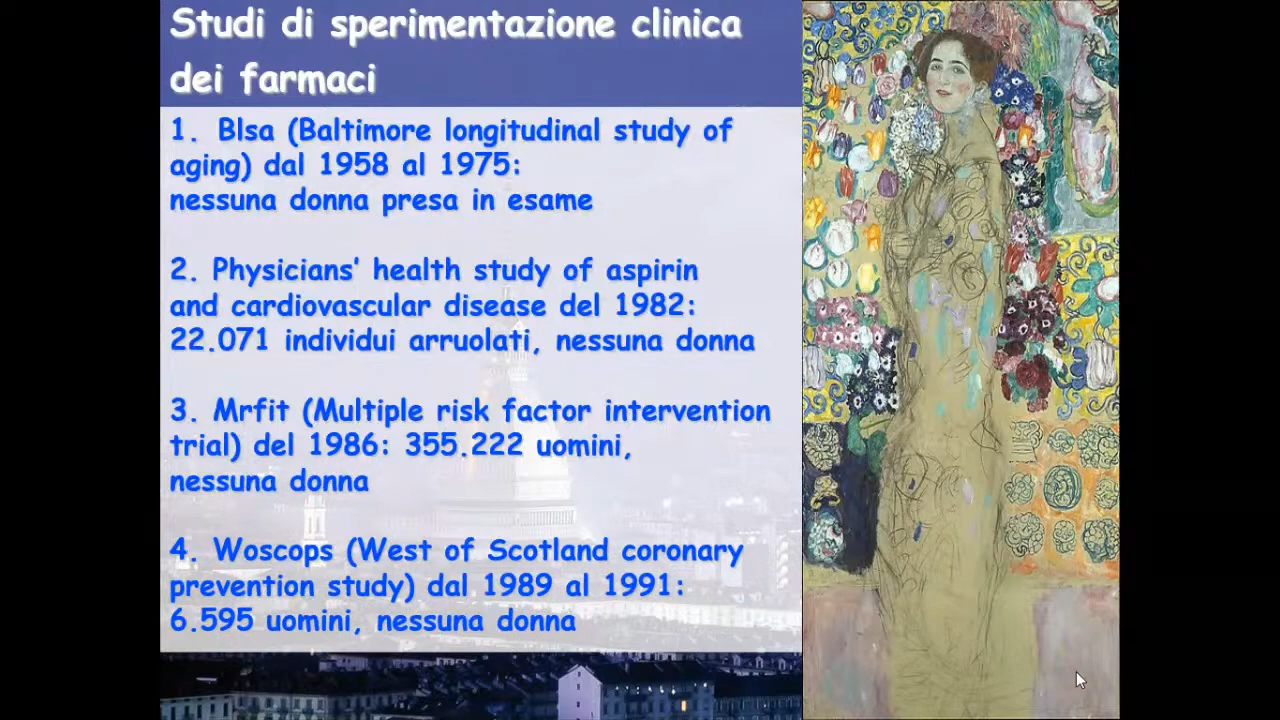 Studi di sperimentazione clinica
dei farmaci
1. Blsa (Baltimore longitudinal study of
aging) dal 1958 al 1975:
nessuna donna presa in esame
2. Physicians' health study of aspirin
and cardiovascular disease del 1982:
22.071 individui arruolati, nessuna donna
3. Mrfit (Multiple risk factor intervention
trial) del 1986: 355.222 uomini,
nessuna donna
4. Woscops (West of Scotland coronary
prevention study) dal 1989 al 1991:
6.595 uomini, nessuna donna